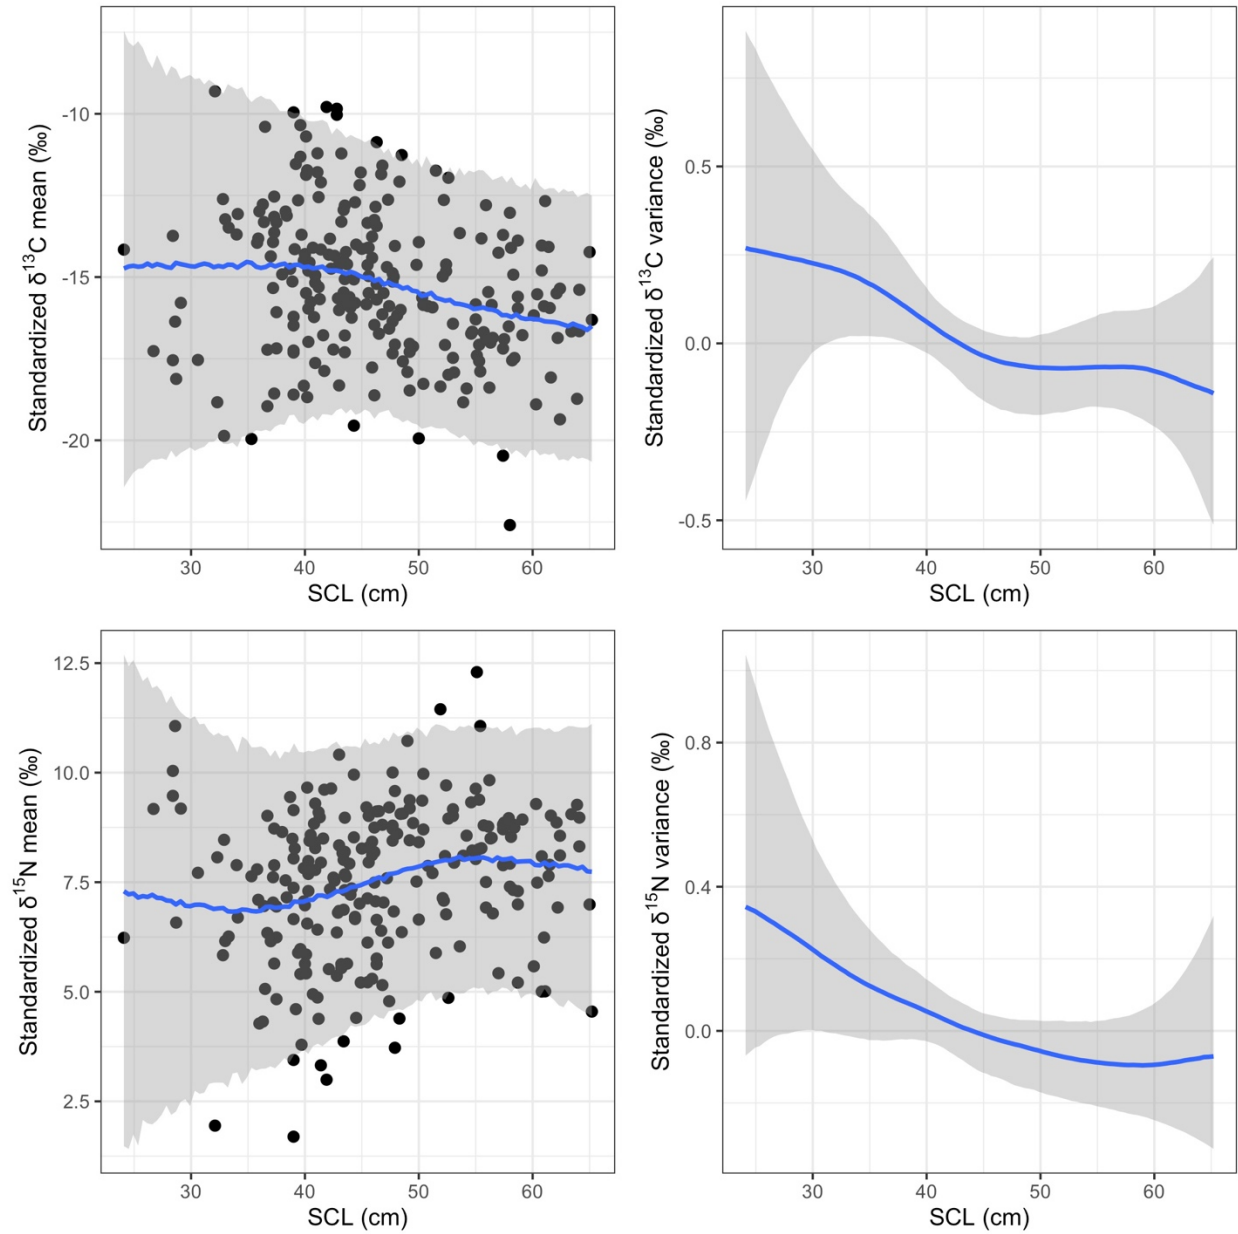 Standardized δ¹³C mean (‰)
-10
-15
-20
30 40 50 60
SCL (cm)
Standardized δ¹³C variance (‰)
0.5
0.0
-0.5
30 40 50 60
SCL (cm)
Standardized δ¹⁵N mean (‰)
12.5
10.0
7.5
5.0
2.5
30 40 50 60
SCL (cm)
Standardized δ¹⁵N variance (‰)
0.8
0.4
0.0
30 40 50 60
SCL (cm)